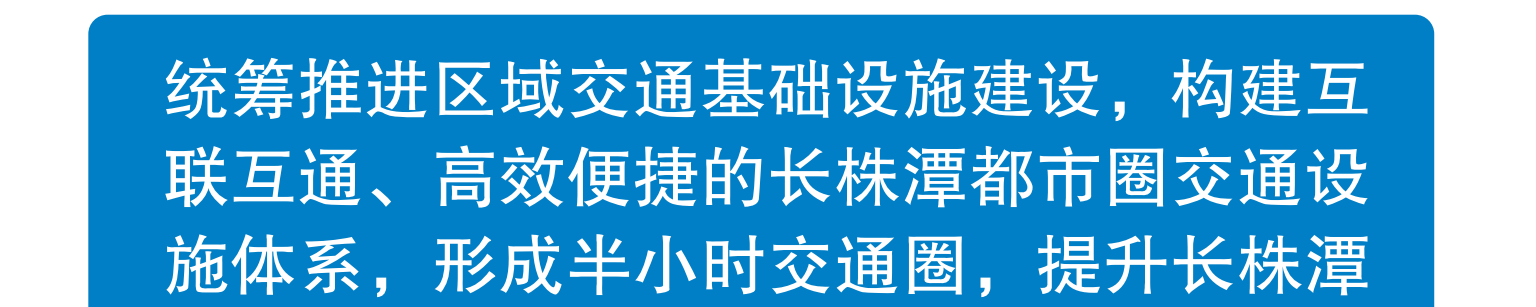 统筹推进区域交通基础设施建设，构建互
联互通、高效便捷的长株潭都市圈交通设
施体系，形成半小时交通圈，提升长株潭